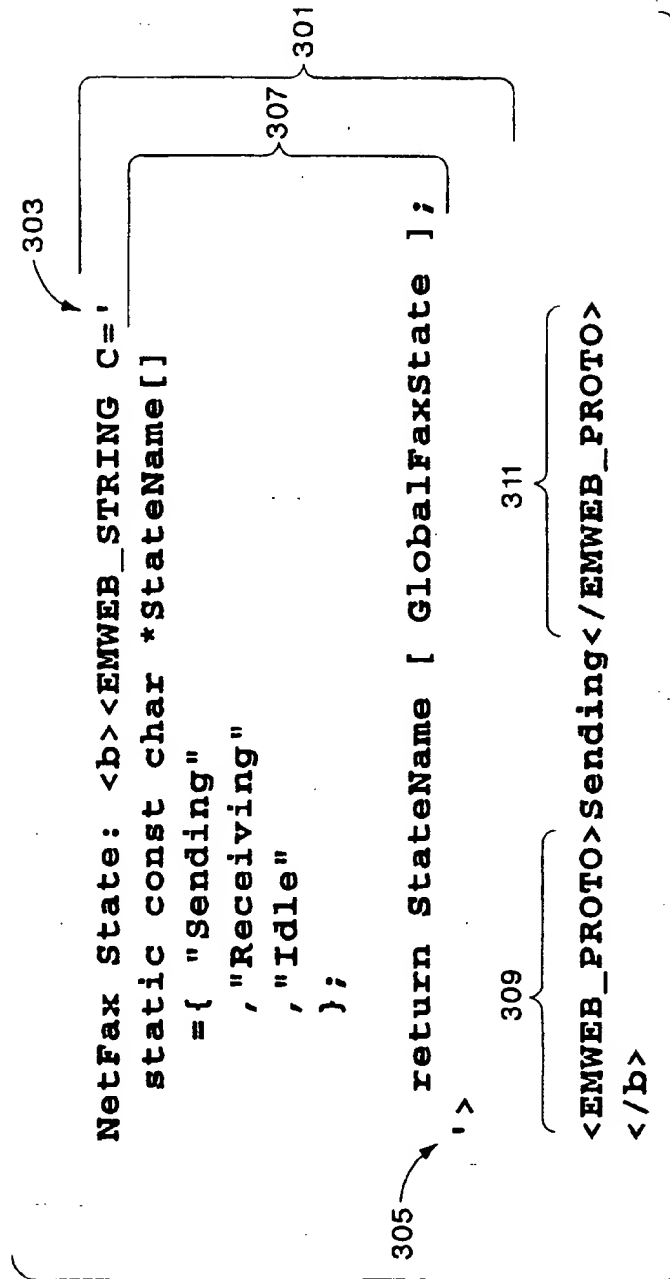 303
NetFax State: <b><EMWEB_STRING C='
static const char *StateName[]
={ "Sending"
, "Receiving"
, "Idle"
};
307
301
return StateName [ GlobalFaxState ];
305
'>
309
311
<EMWEB_PROTO>Sending</EMWEB_PROTO>
</b>